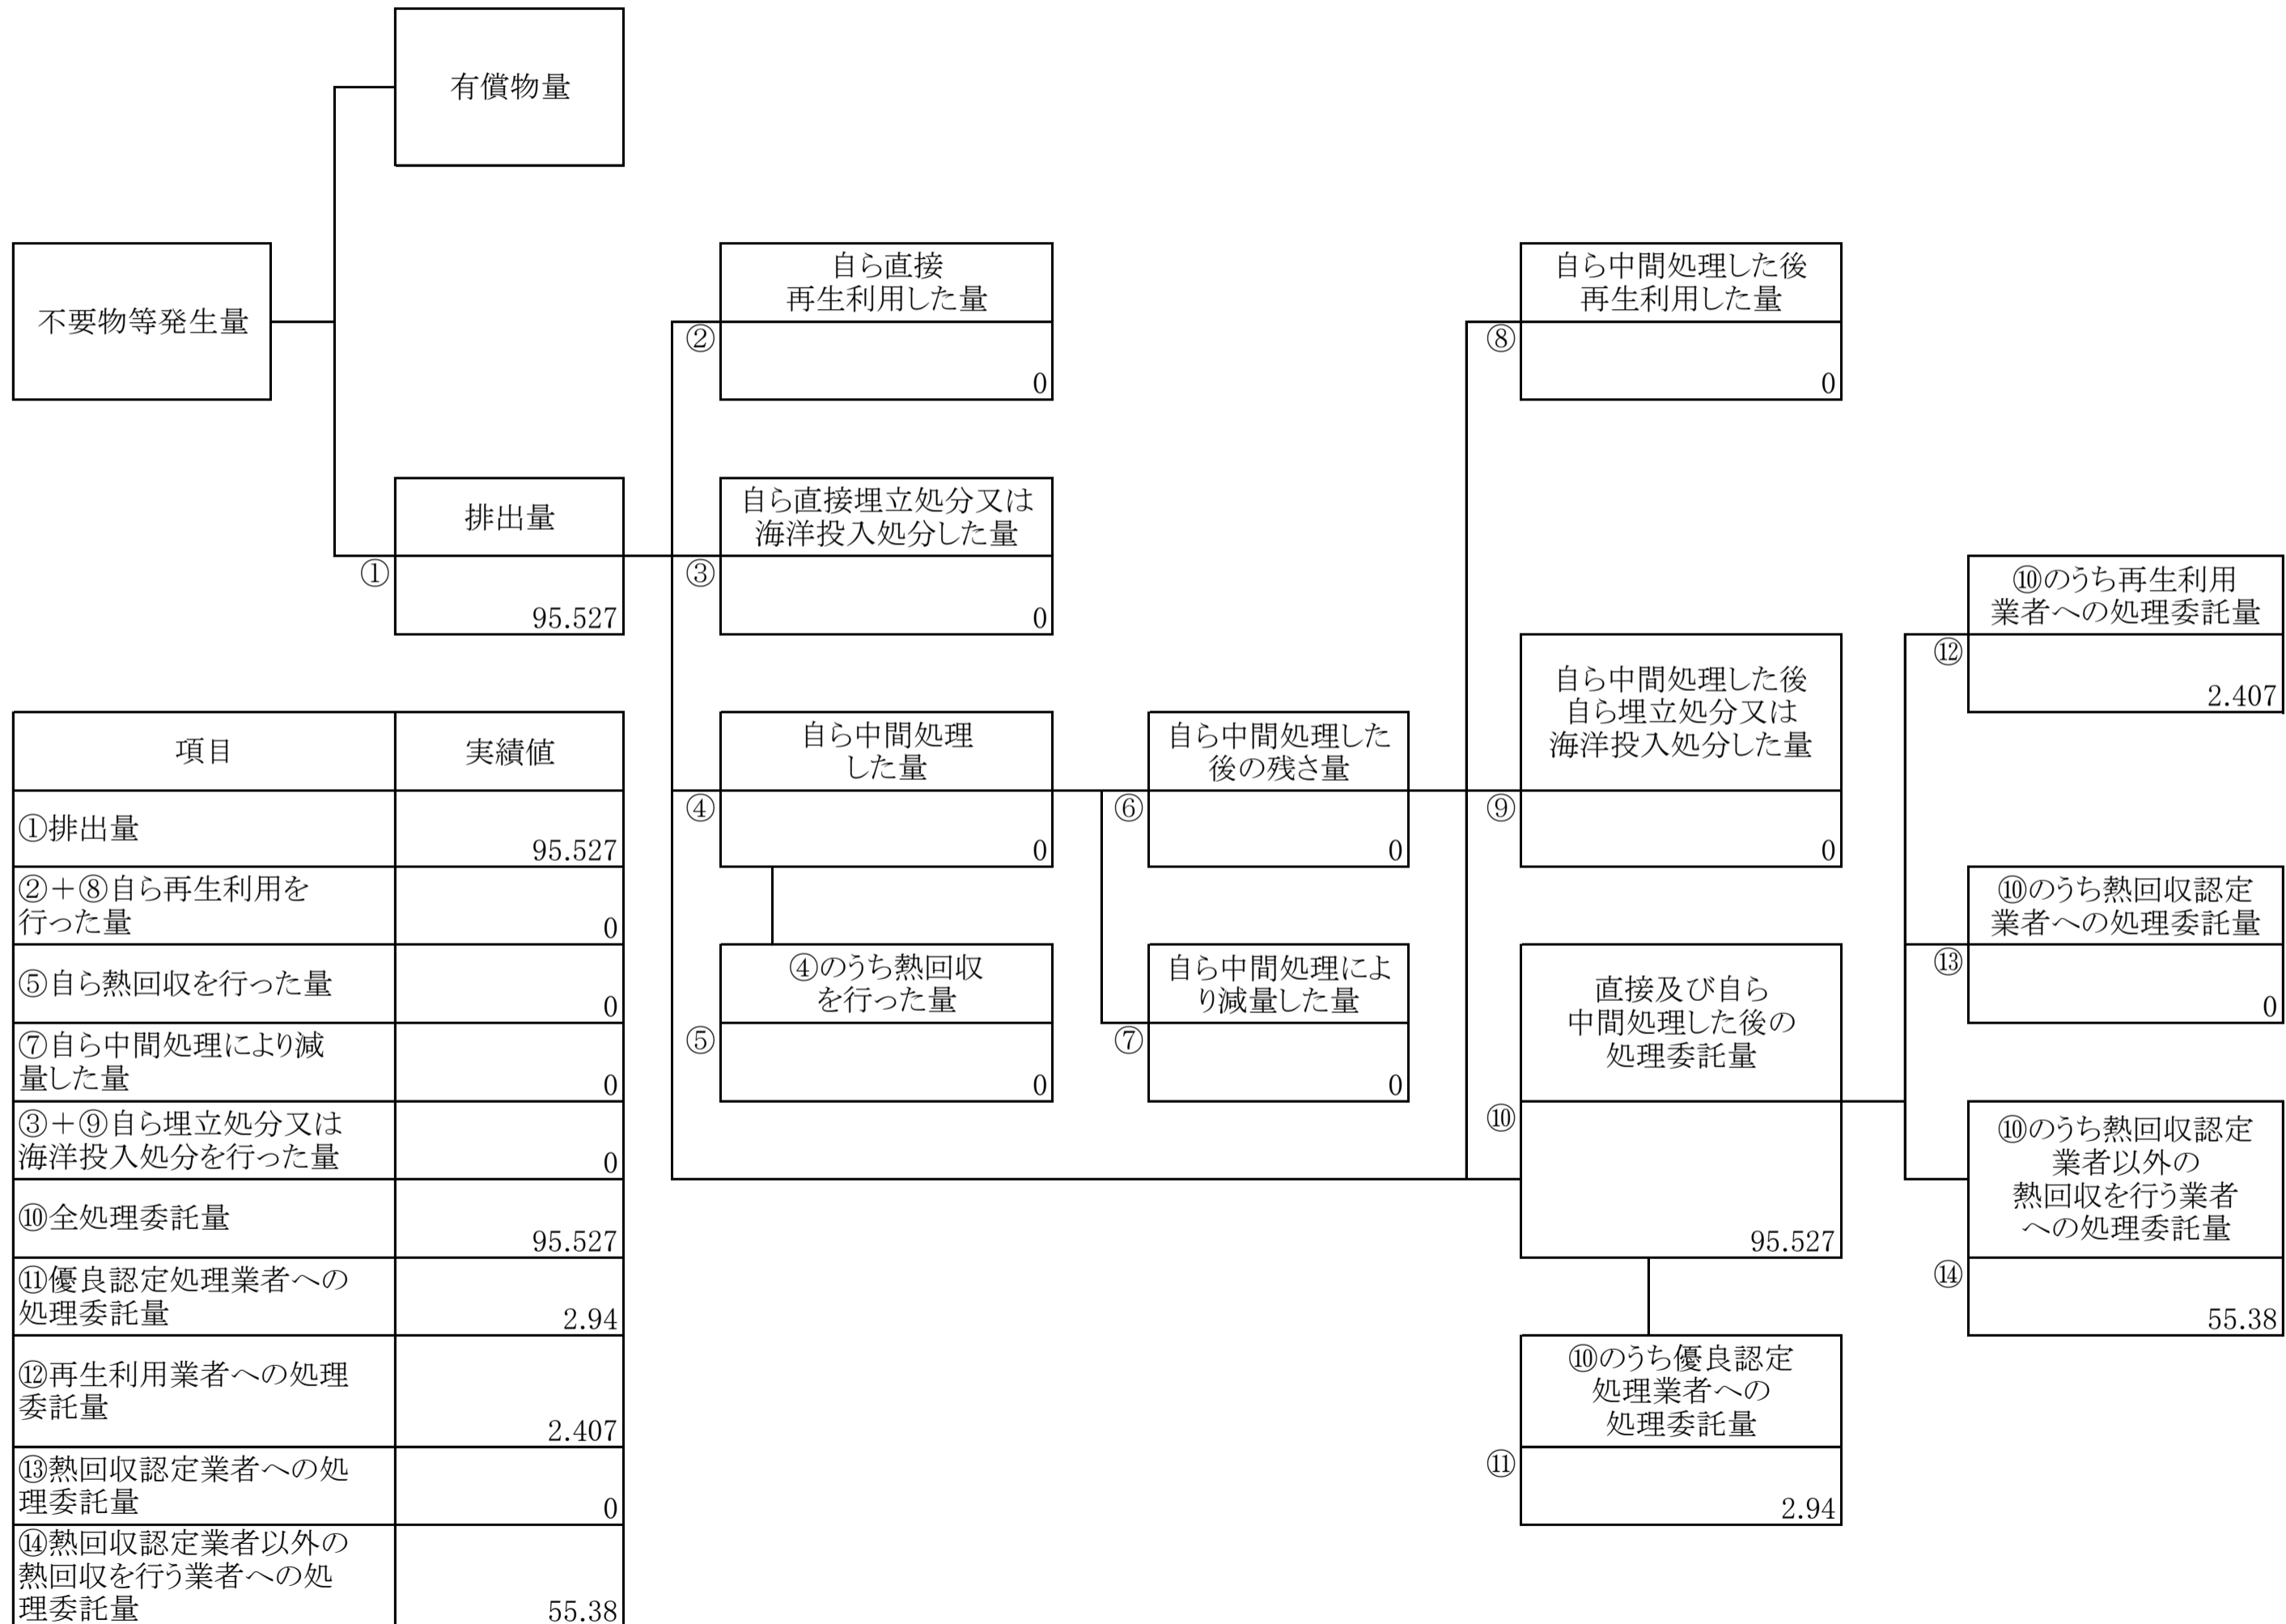 有償物量
不要物等発生量
自ら直接
再生利用した量
②
0
自ら中間処理した後
再生利用した量
⑧
0
排出量
①
95.527
自ら直接埋立処分又は
海洋投入処分した量
③
0
⑩のうち再生利用
業者への処理委託量
⑫
2.407
自ら中間処理
した量
④
0
自ら中間処理した
後の残さ量
⑥
0
自ら中間処理した後
自ら埋立処分又は
海洋投入処分した量
⑨
0
⑩のうち熱回収認定
業者への処理委託量
⑬
0
④のうち熱回収
を行った量
⑤
0
自ら中間処理によ
り減量した量
⑦
0
直接及び自ら
中間処理した後の
処理委託量
⑩
95.527
⑩のうち熱回収認定
業者以外の
熱回収を行う業者
への処理委託量
⑭
55.38
⑩のうち優良認定
処理業者への
処理委託量
⑪
2.94
項目 実績値
①排出量
95.527
②+⑧自ら再生利用を
行った量
0
⑤自ら熱回収を行った量
0
⑦自ら中間処理により減
量した量
0
③+⑨自ら埋立処分又は
海洋投入処分を行った量
0
⑩全処理委託量
95.527
⑪優良認定処理業者への
処理委託量
2.94
⑫再生利用業者への処理
委託量
2.407
⑬熱回収認定業者への処
理委託量
0
⑭熱回収認定業者以外の
熱回収を行う業者への処
理委託量
55.38